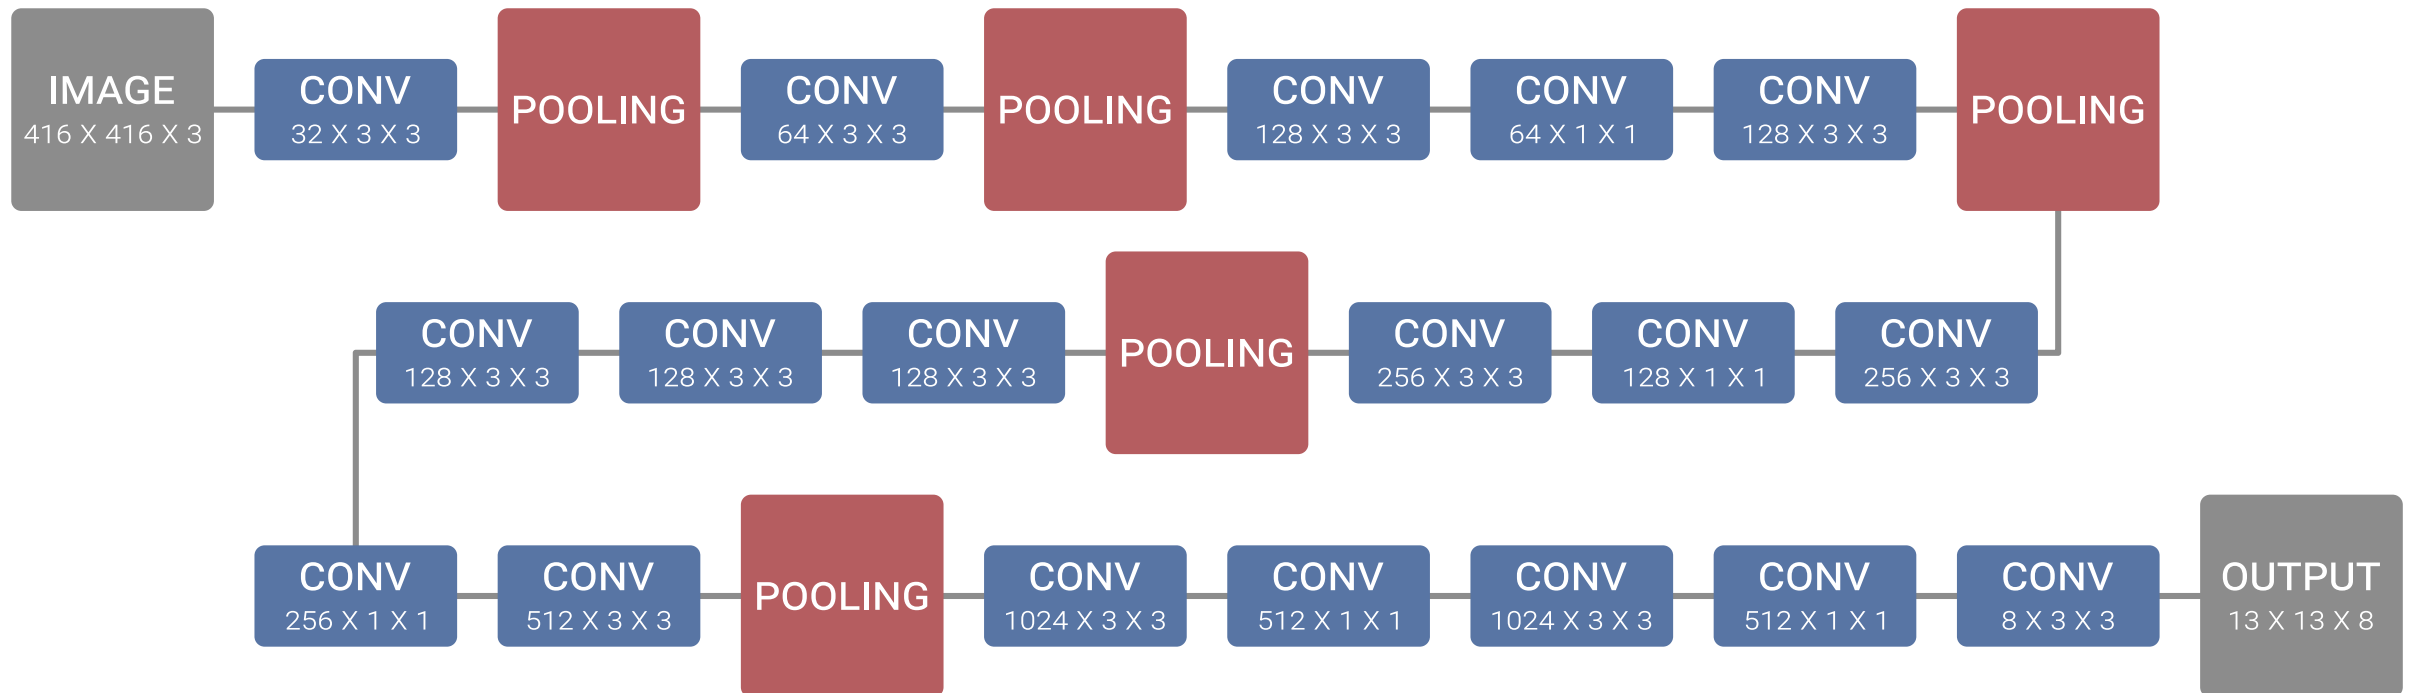 IMAGE
416 X 416 X 3
CONV
32 X 3 X 3
POOLING
CONV
64 X 3 X 3
POOLING
CONV
128 X 3 X 3
CONV
64 X 1 X 1
CONV
128 X 3 X 3
POOLING
CONV
128 X 3 X 3
CONV
128 X 3 X 3
CONV
128 X 3 X 3
POOLING
CONV
256 X 3 X 3
CONV
128 X 1 X 1
CONV
256 X 3 X 3
CONV
256 X 1 X 1
CONV
512 X 3 X 3
POOLING
CONV
1024 X 3 X 3
CONV
512 X 1 X 1
CONV
1024 X 3 X 3
CONV
512 X 1 X 1
CONV
8 X 3 X 3
OUTPUT
13 X 13 X 8